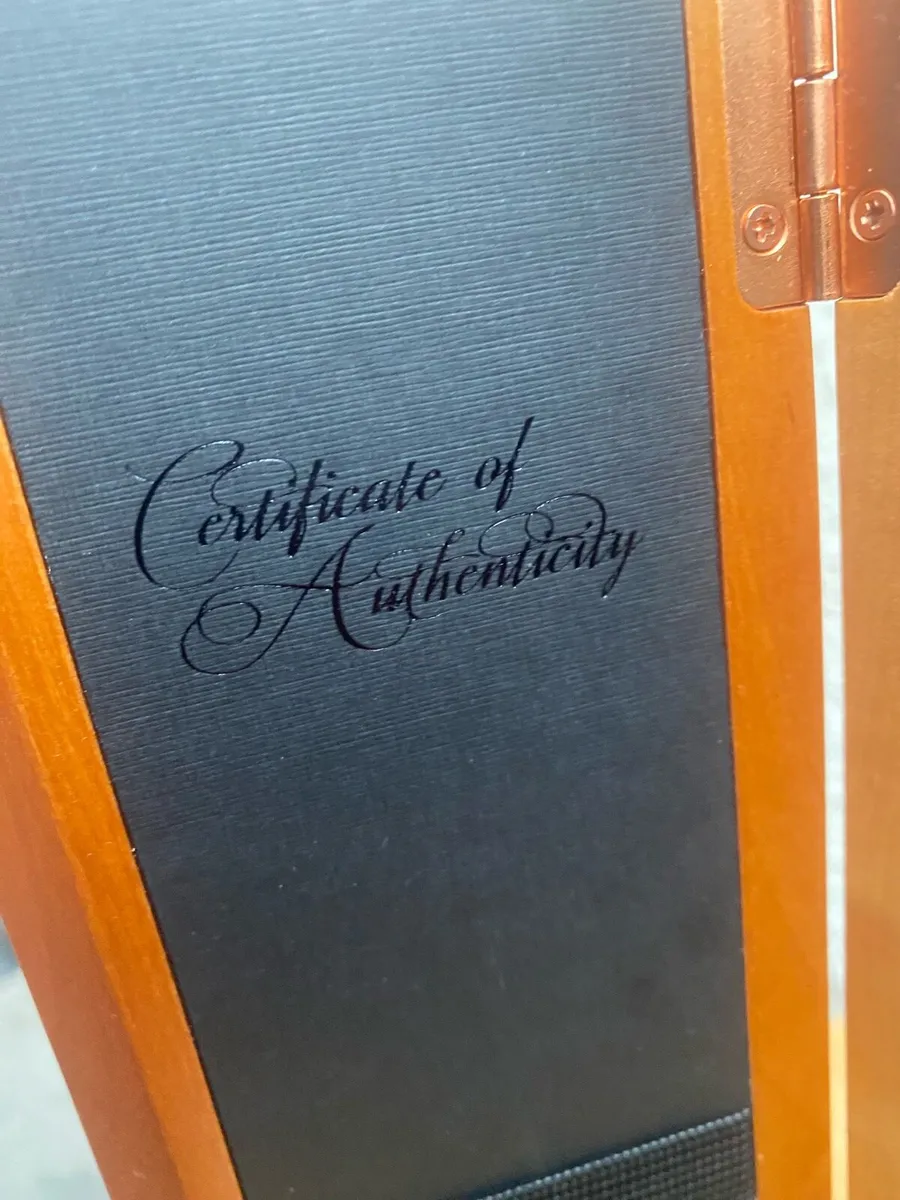 Certificate of
Authenticity